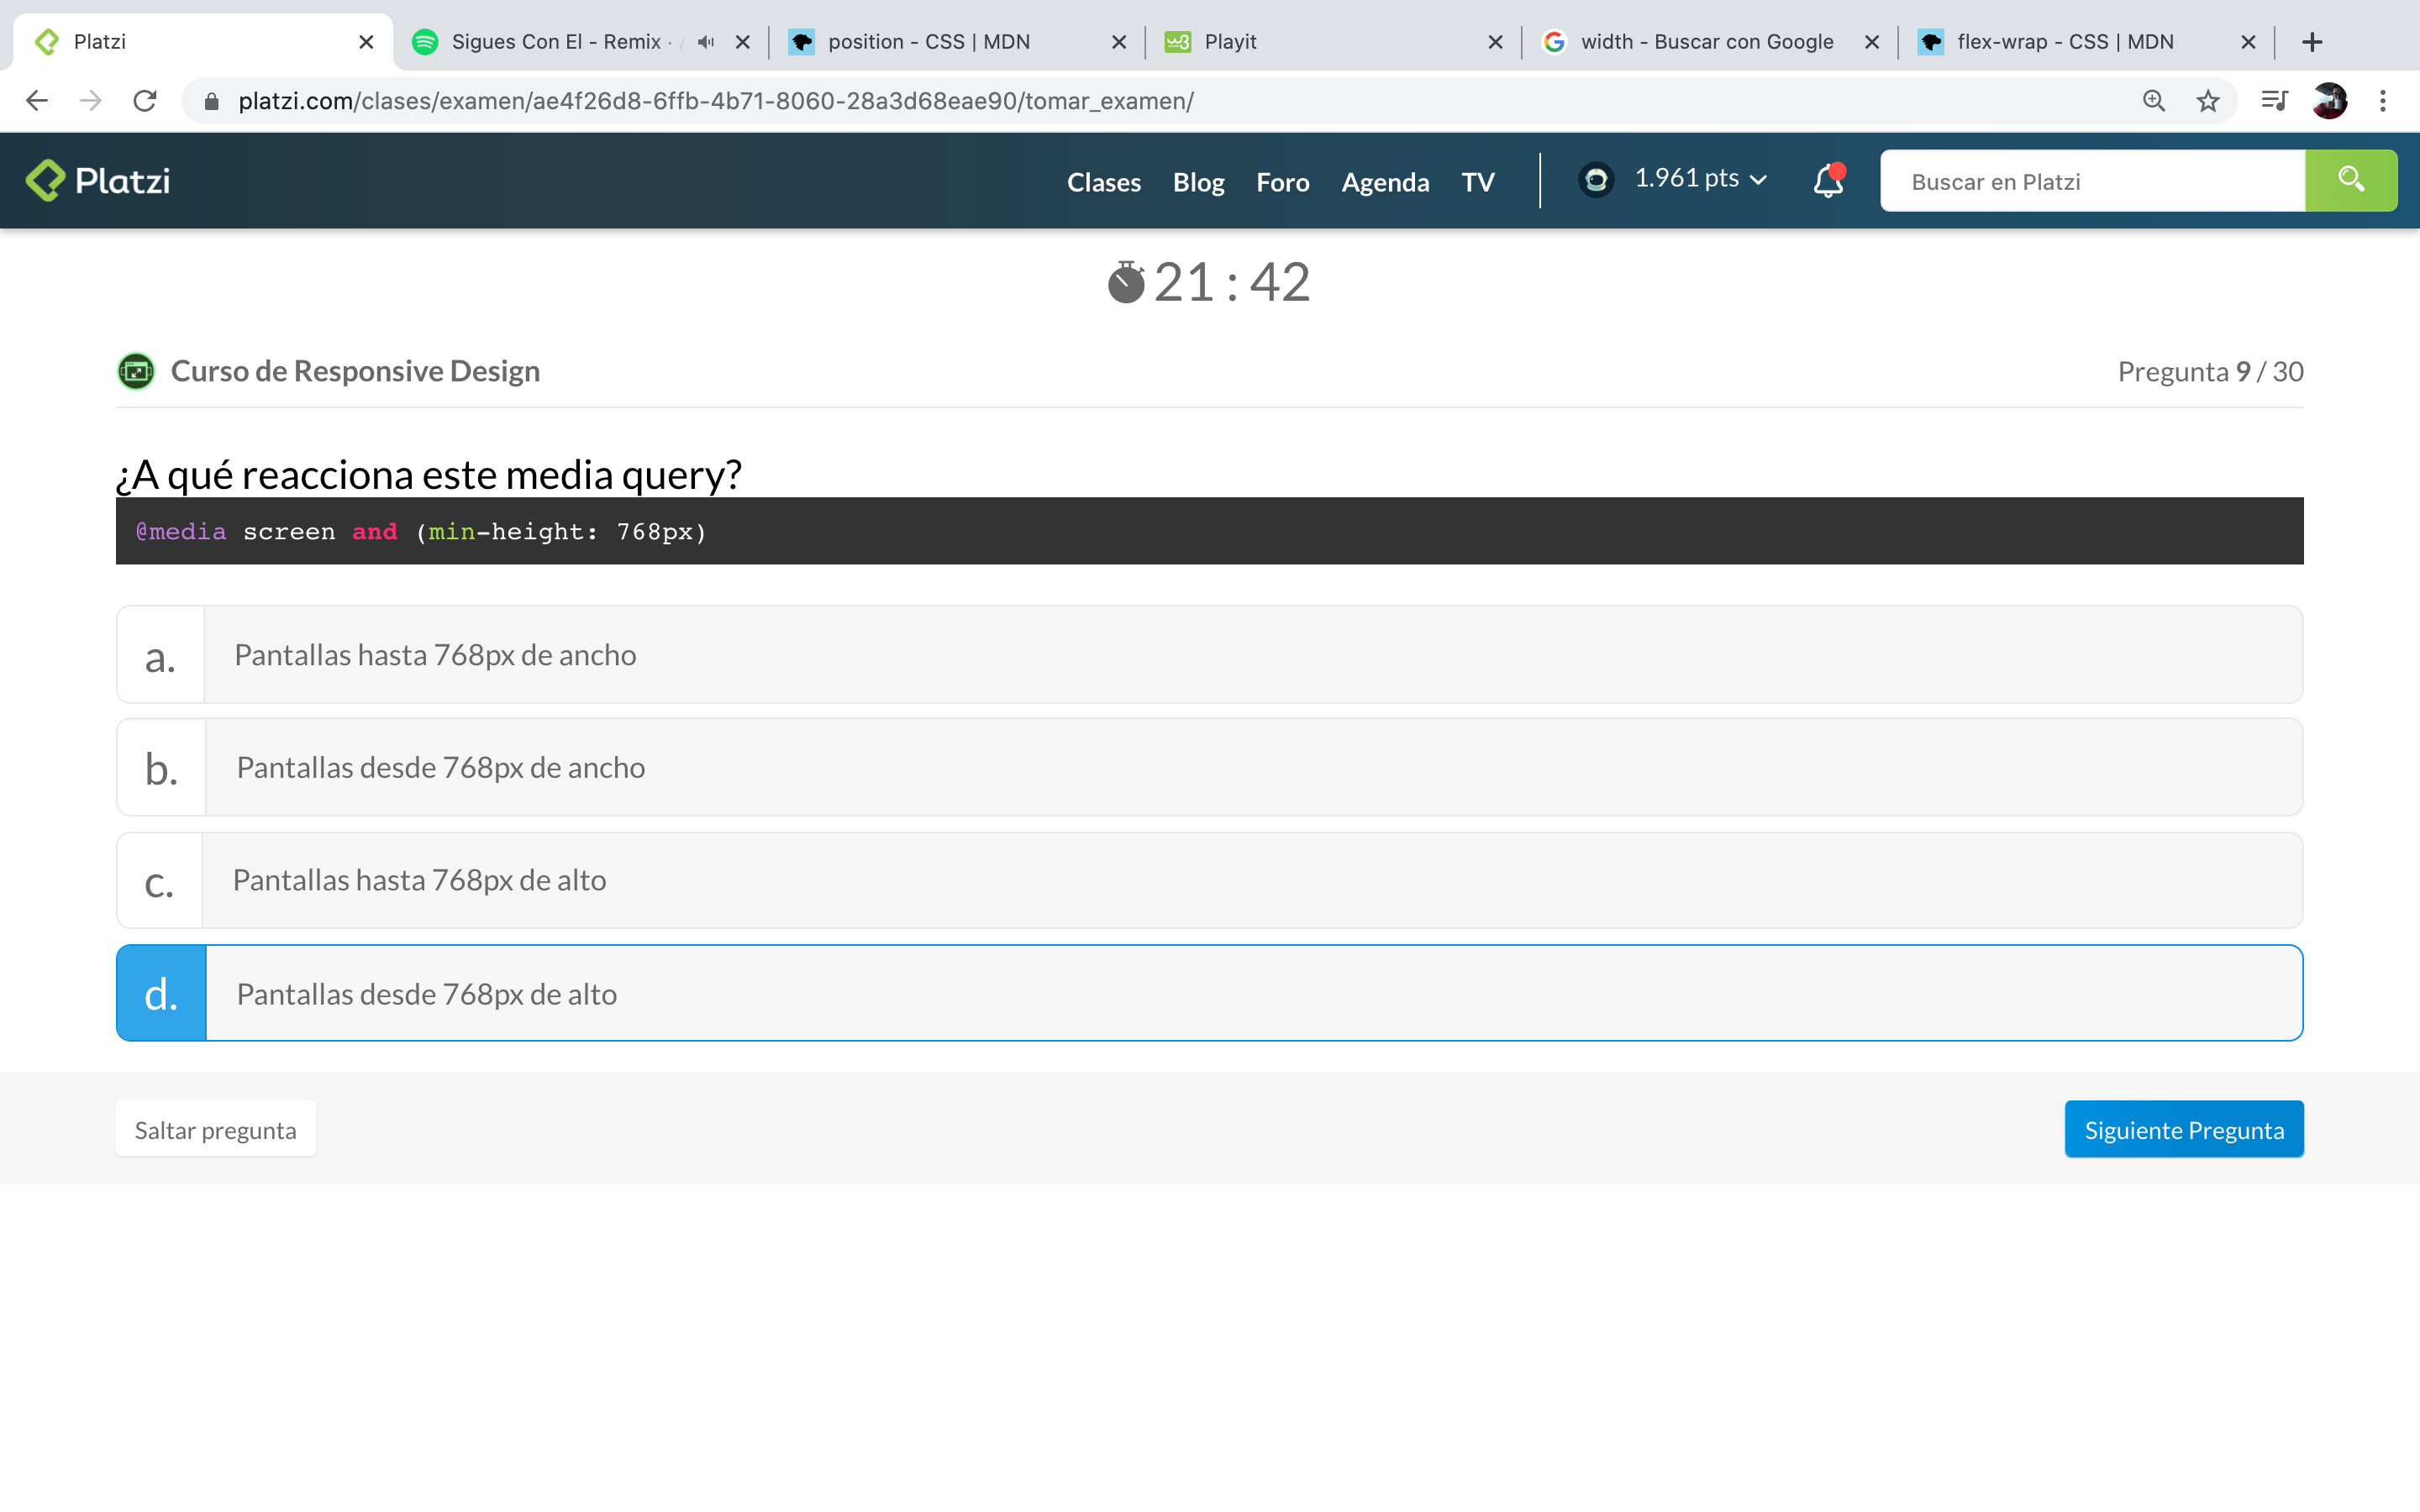 Platzi
Sigues Con El - Remix ·
position - CSS | MDN
Playit
width - Buscar con Google
flex-wrap - CSS | MDN
platzi.com/clases/examen/ae4f26d8-6ffb-4b71-8060-28a3d68eae90/tomar_examen/
Platzi
Clases
Blog
Foro
Agenda
TV
1.961 pts
Buscar en Platzi
21 : 42
Curso de Responsive Design
Pregunta 9 / 30
¿A qué reacciona este media query?
@media screen and (min-height: 768px)
a. Pantallas hasta 768px de ancho
b. Pantallas desde 768px de ancho
c. Pantallas hasta 768px de alto
d. Pantallas desde 768px de alto
Saltar pregunta
Siguiente Pregunta